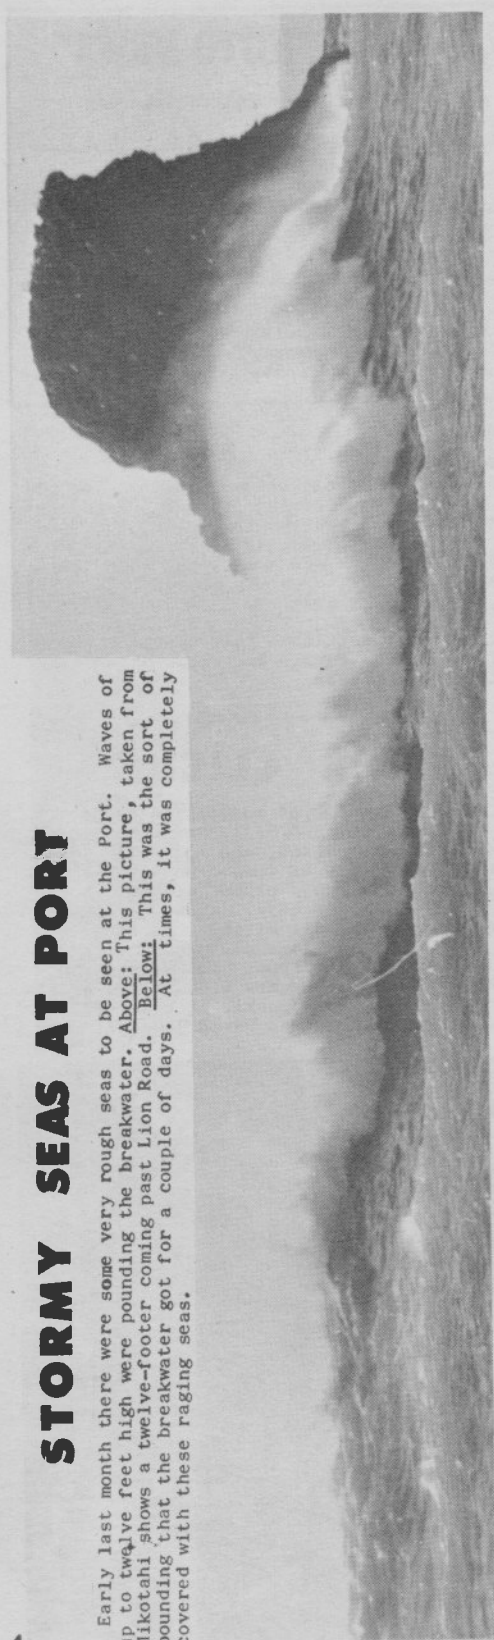 STORMY SEAS AT PORT
Early last month there were some very rough seas to be seen at the Port. Waves of
up to twelve feet high were pounding the breakwater. Above: This picture, taken from
Mikotahi shows a twelve-footer coming past Lion Road. Below: This was the sort of
pounding that the breakwater got for a couple of days. At times, it was completely
covered with these raging seas.